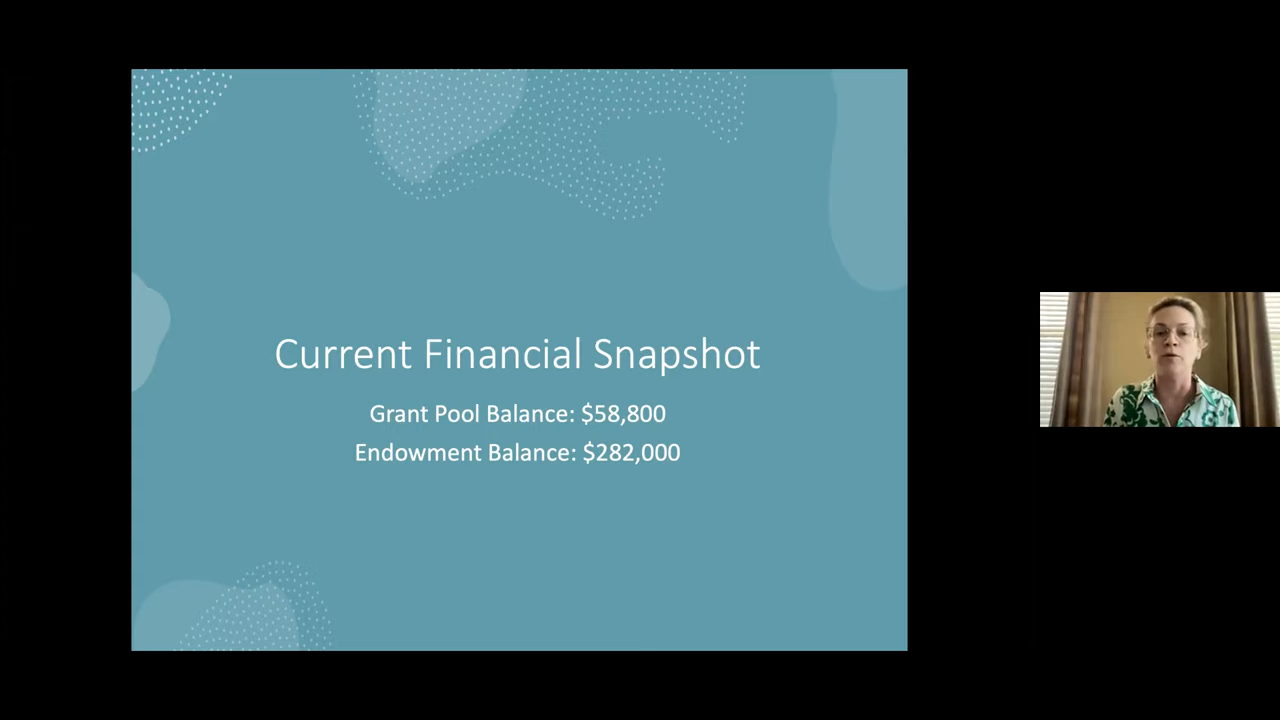 Current Financial Snapshot
Grant Pool Balance: $58,800
Endowment Balance: $282,000